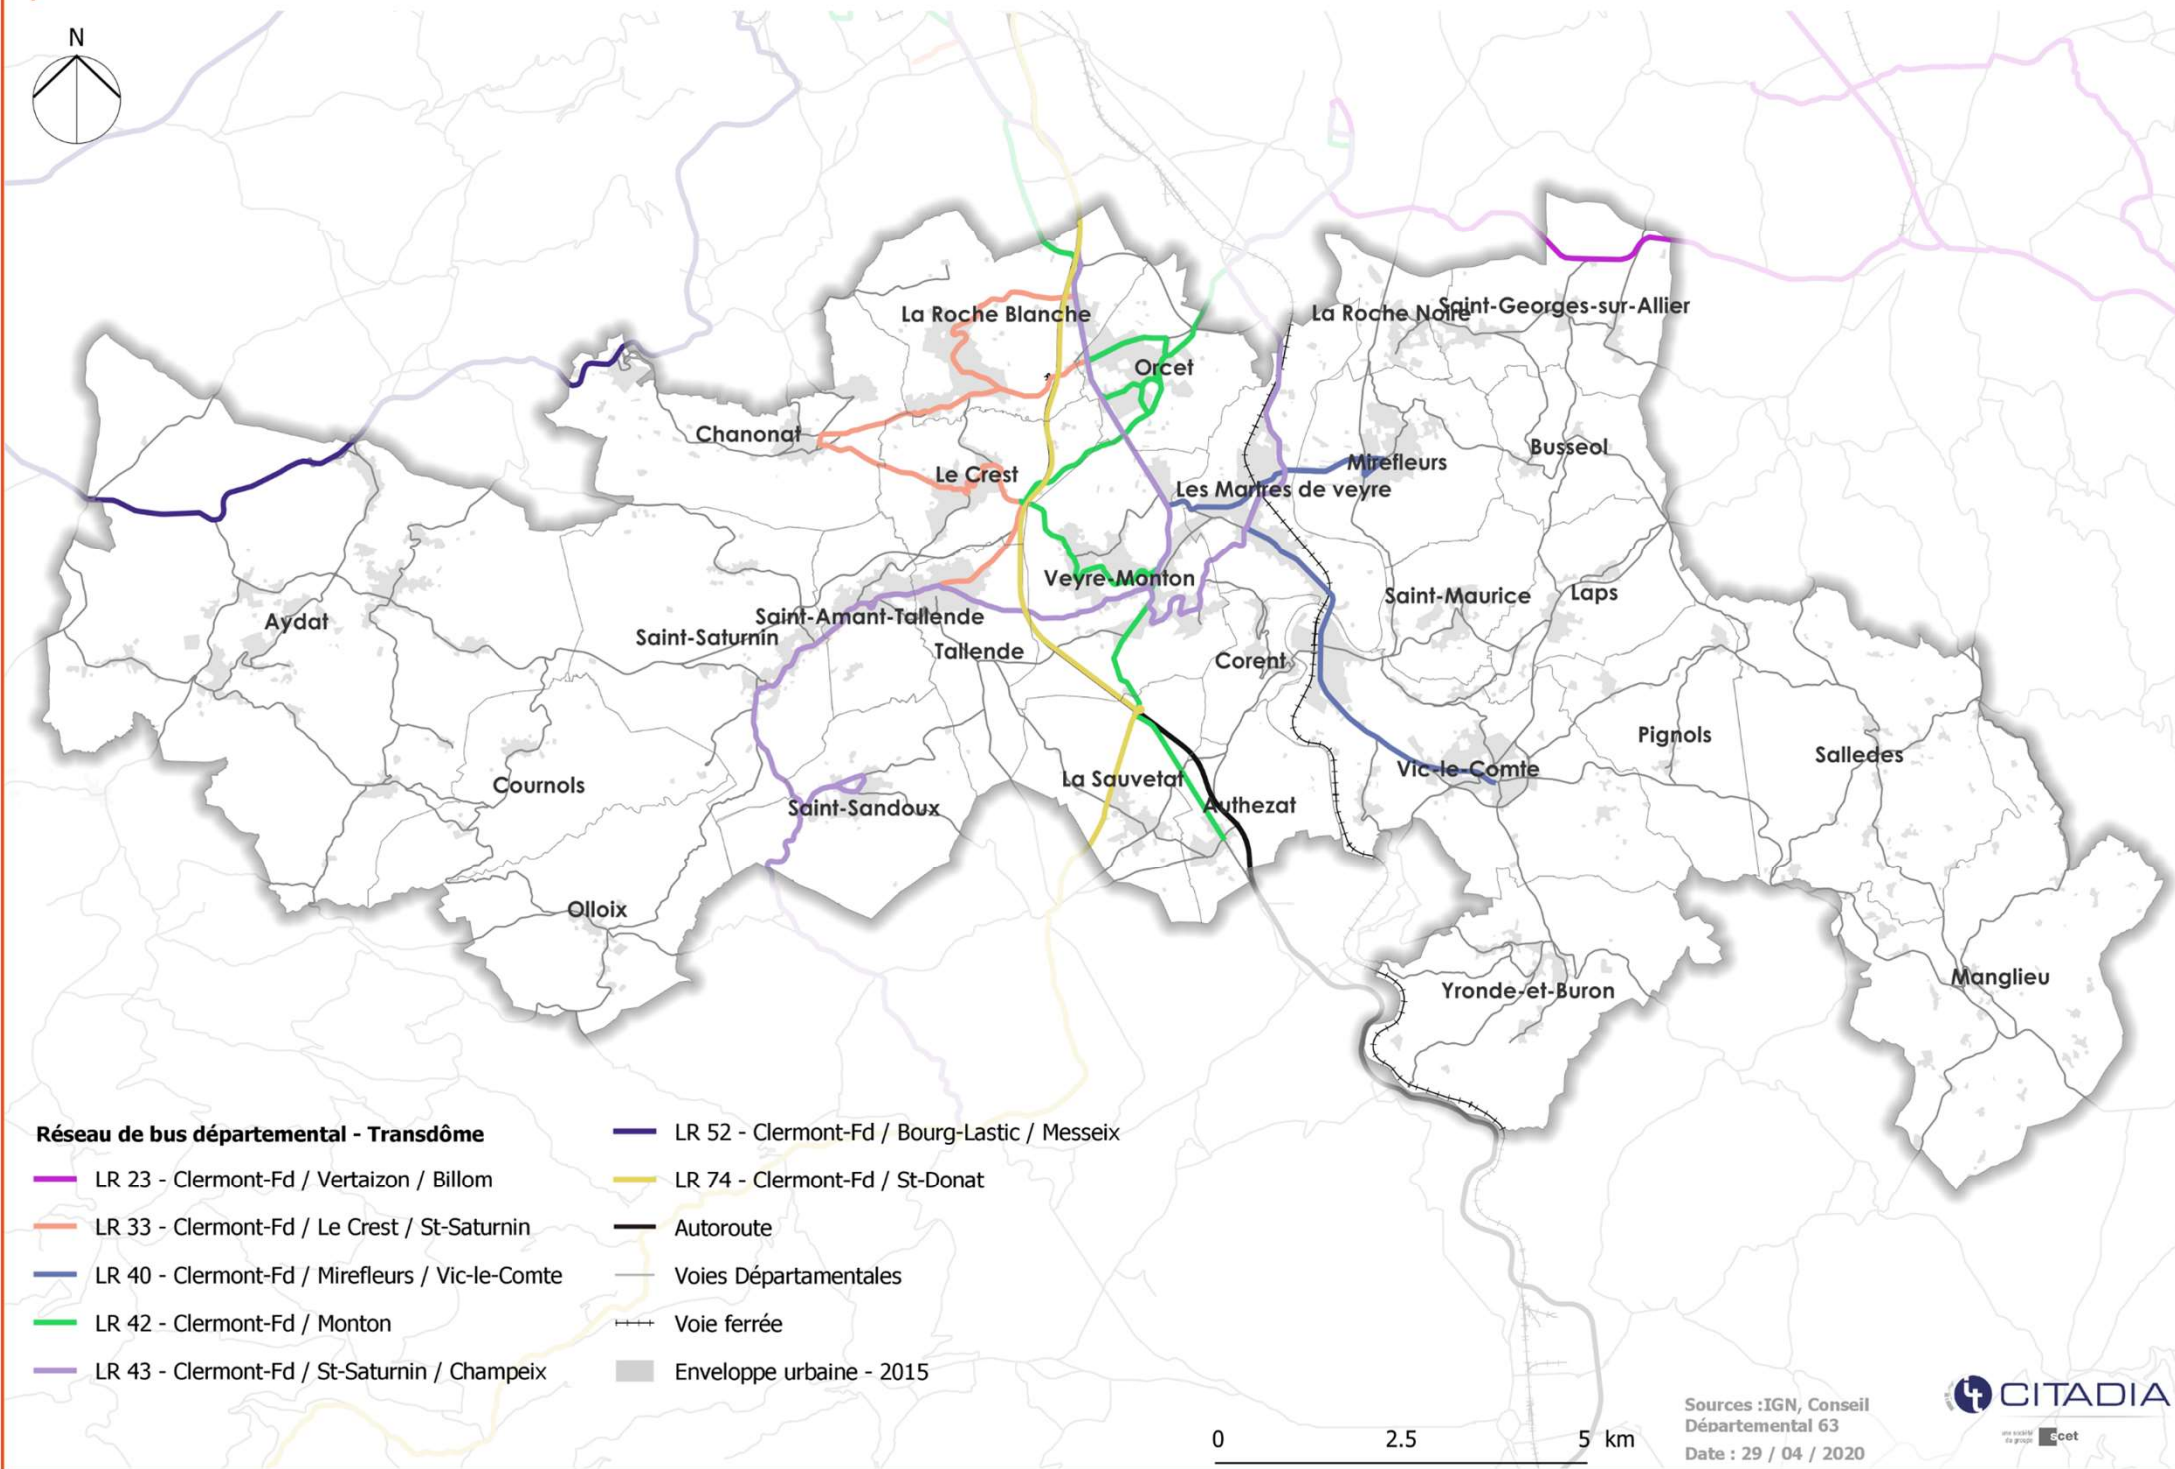 N
La Roche Blanche
La Roche Noire
Saint-Georges-sur-Allier
Orcet
Chanonat
Busseol
Le Crest
Mirefleurs
Les Martres de veyre
Veyre-Monton
Saint-Maurice
Laps
Aydat
Saint-Amant-Tallende
Saint-Saturnin
Tallende
Corent
Pignols
Salledes
Vic-le-Comte
La Sauvetat
Cournols
Saint-Sandoux
Authezat
Olloix
Manglieu
Yronde-et-Buron
Réseau de bus départemental - Transdôme
LR 23 - Clermont-Fd / Vertaizon / Billom
LR 33 - Clermont-Fd / Le Crest / St-Saturnin
LR 40 - Clermont-Fd / Mirefleurs / Vic-le-Comte
LR 42 - Clermont-Fd / Monton
LR 43 - Clermont-Fd / St-Saturnin / Champeix
LR 52 - Clermont-Fd / Bourg-Lastic / Messeix
LR 74 - Clermont-Fd / St-Donat
Autoroute
Voies Départamentales
Voie ferrée
Enveloppe urbaine - 2015
0 2.5 5 km
Sources :IGN, Conseil
Départemental 63
Date : 29 / 04 / 2020
CITADIA
une société
du groupe
scet